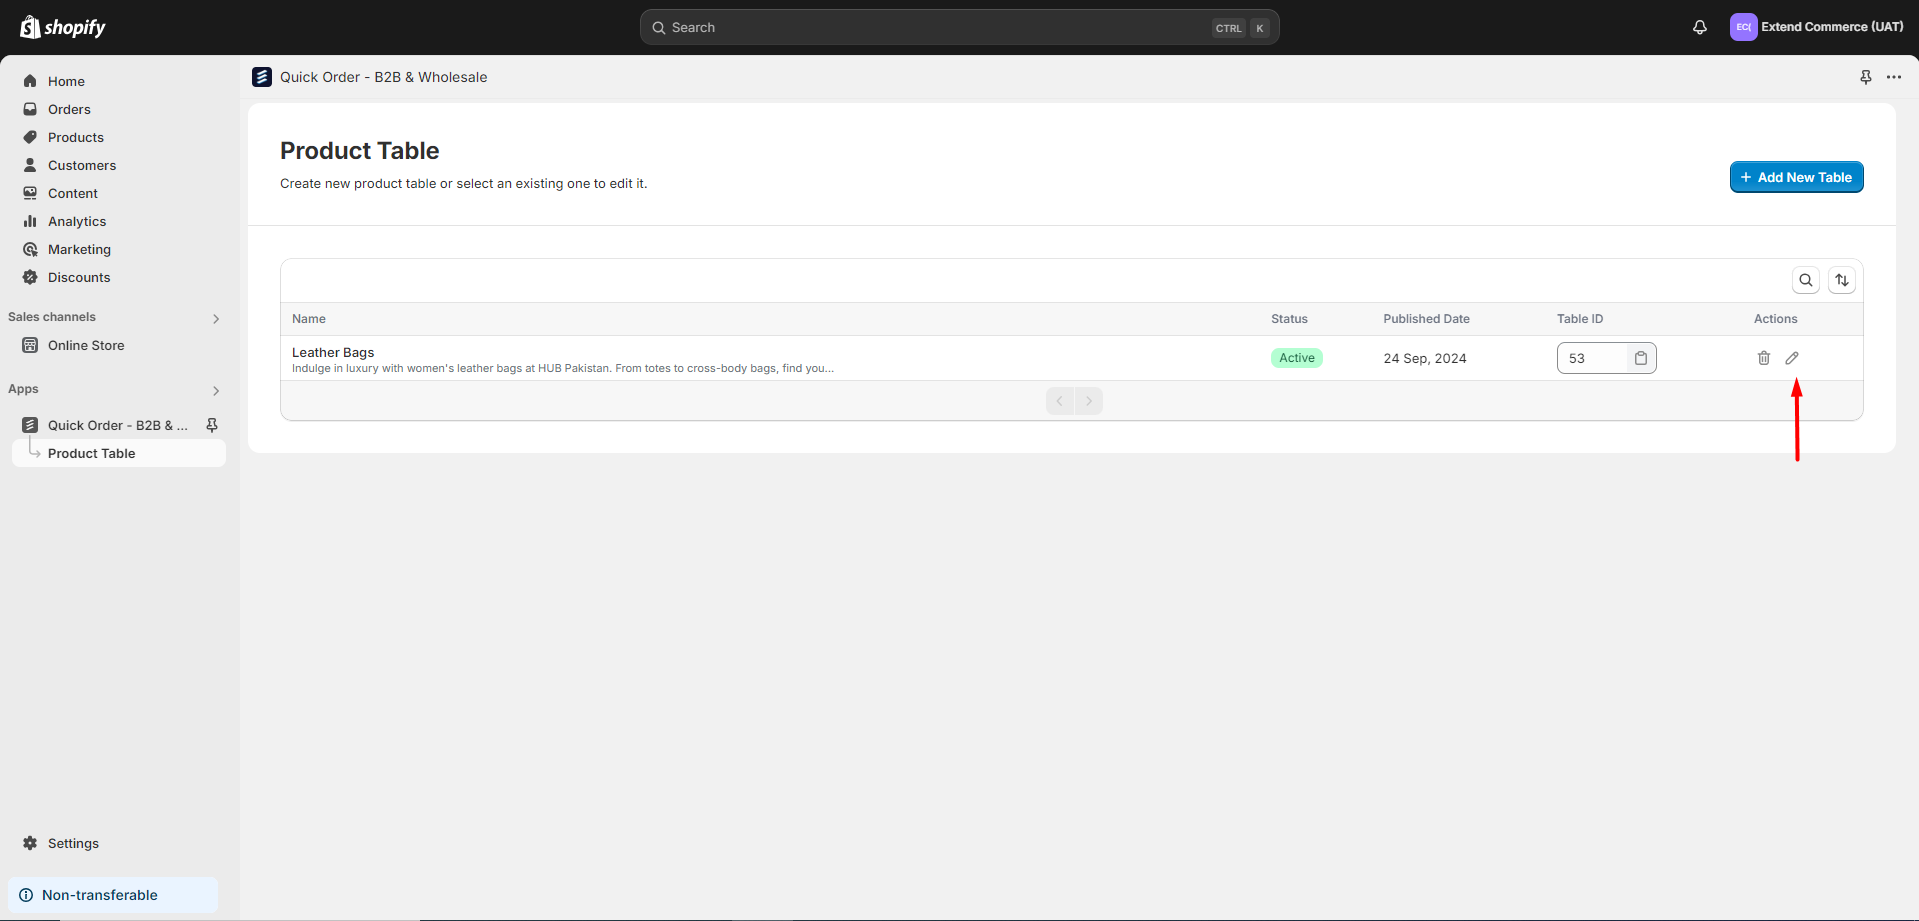 shopify
Search
CTRL K
EC(
Extend Commerce (UAT)
Home
Orders
Products
Customers
Content
Analytics
Marketing
Discounts
Sales channels
Online Store
Apps
Quick Order - B2B & ...
Product Table
Settings
Non-transferable
Quick Order - B2B & Wholesale
Product Table
Create new product table or select an existing one to edit it.
+ Add New Table
Name Status Published Date Table ID Actions
Leather Bags Active 24 Sep, 2024 53
Indulge in luxury with women's leather bags at HUB Pakistan. From totes to cross-body bags, find you...